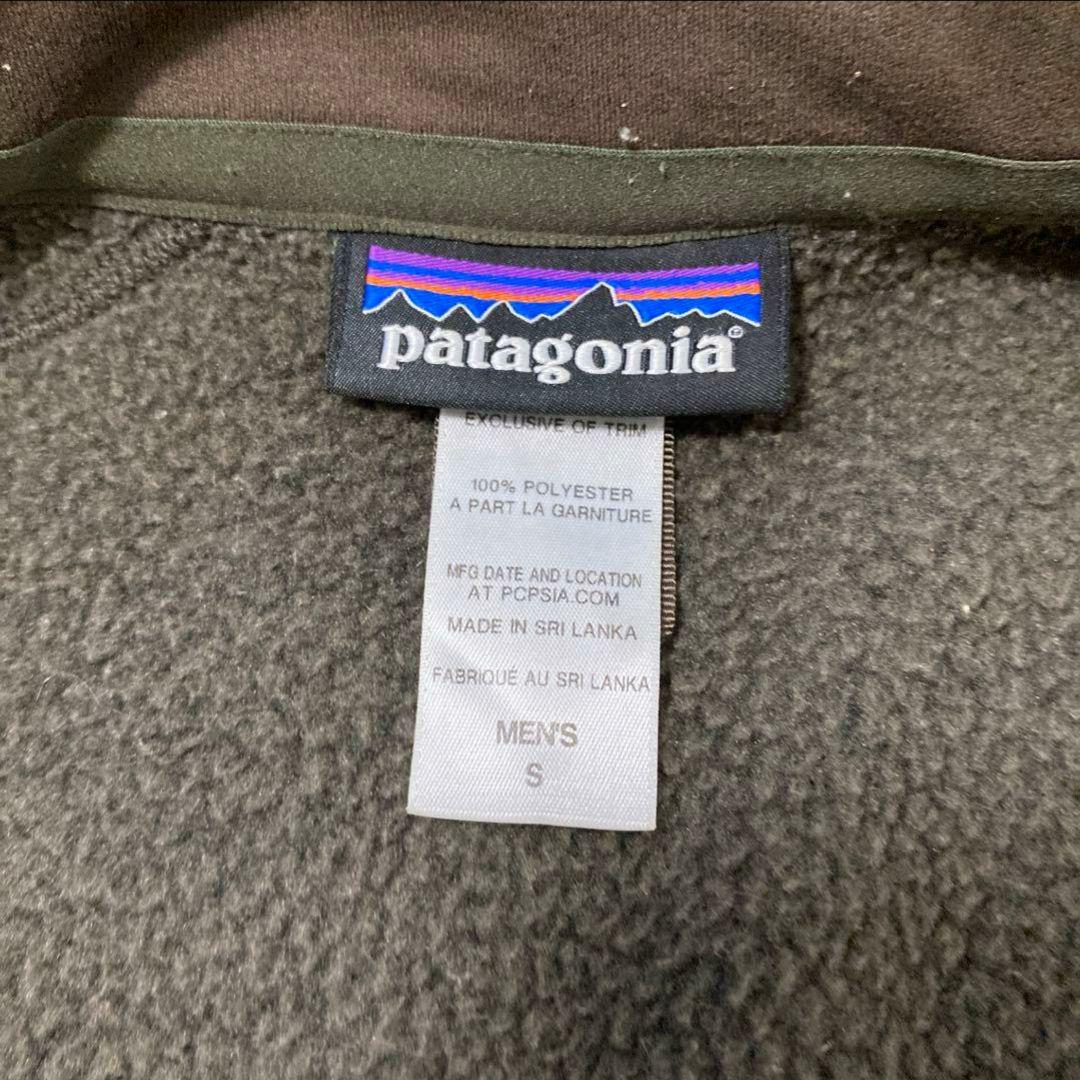 patagonia®
EXCLUSIVE OF TRIM
100% POLYESTER
A PART LA GARNITURE
MFG DATE AND LOCATION
AT PCPSIA.COM
MADE IN SRI LANKA
FABRIQUÉ AU SRI LANKA
MEN'S
S